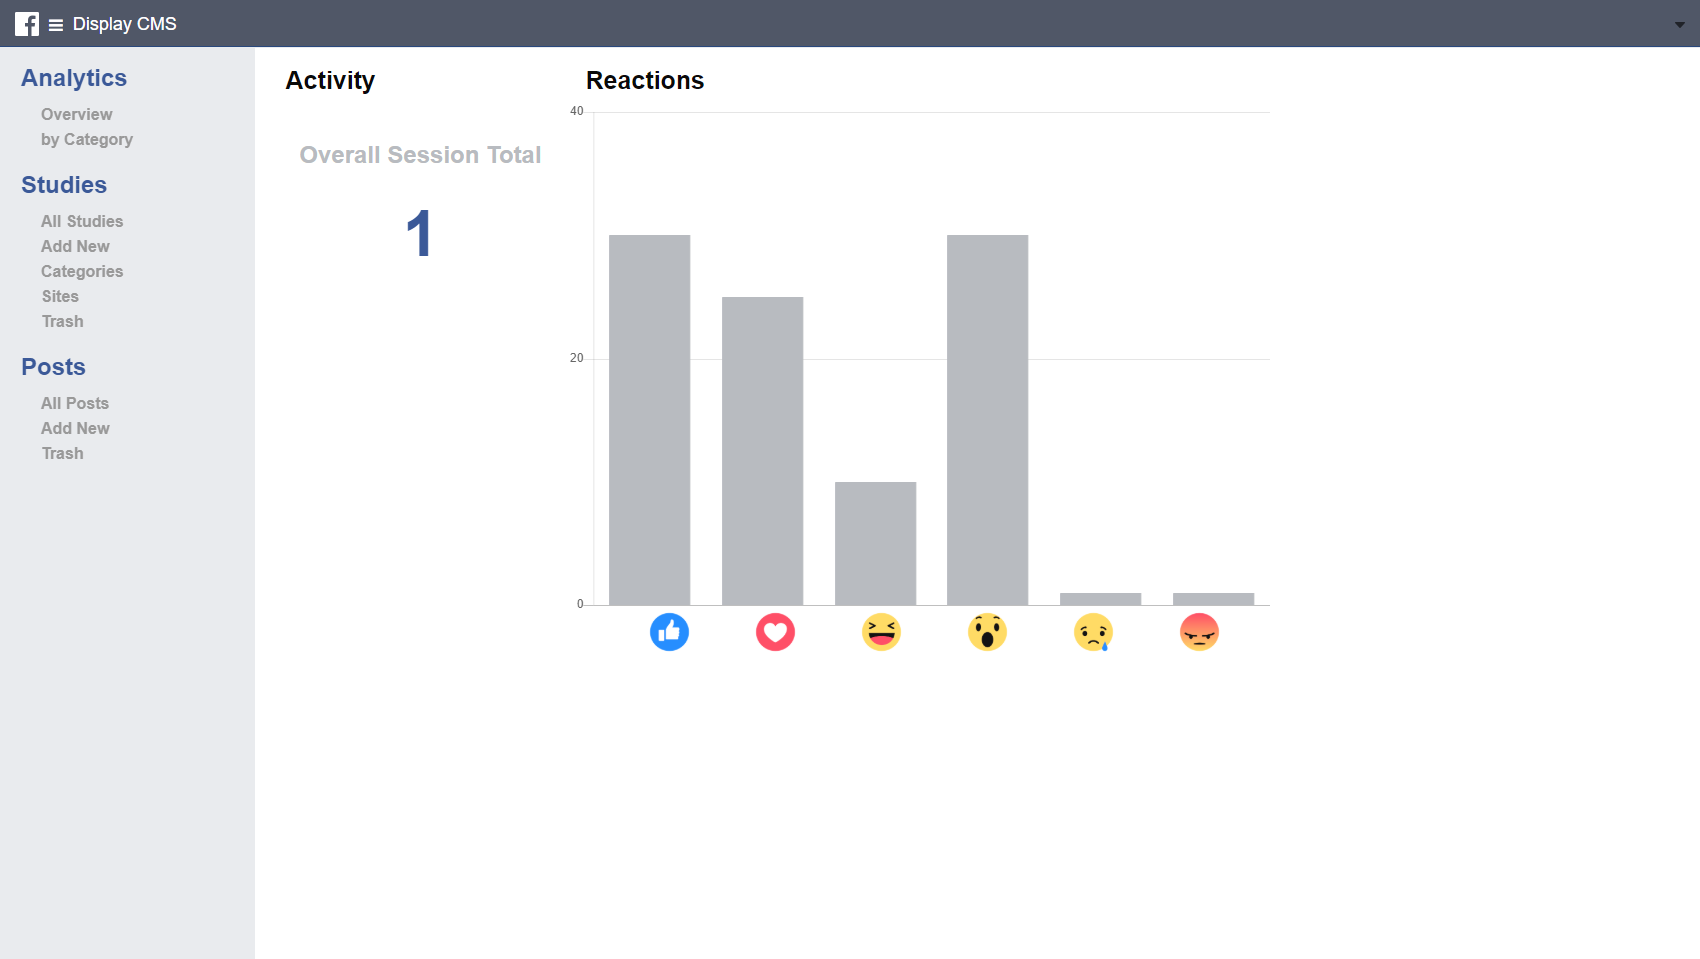 Display CMS
Analytics
Overview
by Category
Studies
All Studies
Add New
Categories
Sites
Trash
Posts
All Posts
Add New
Trash
Activity
Overall Session Total
1
Reactions
40
20
0